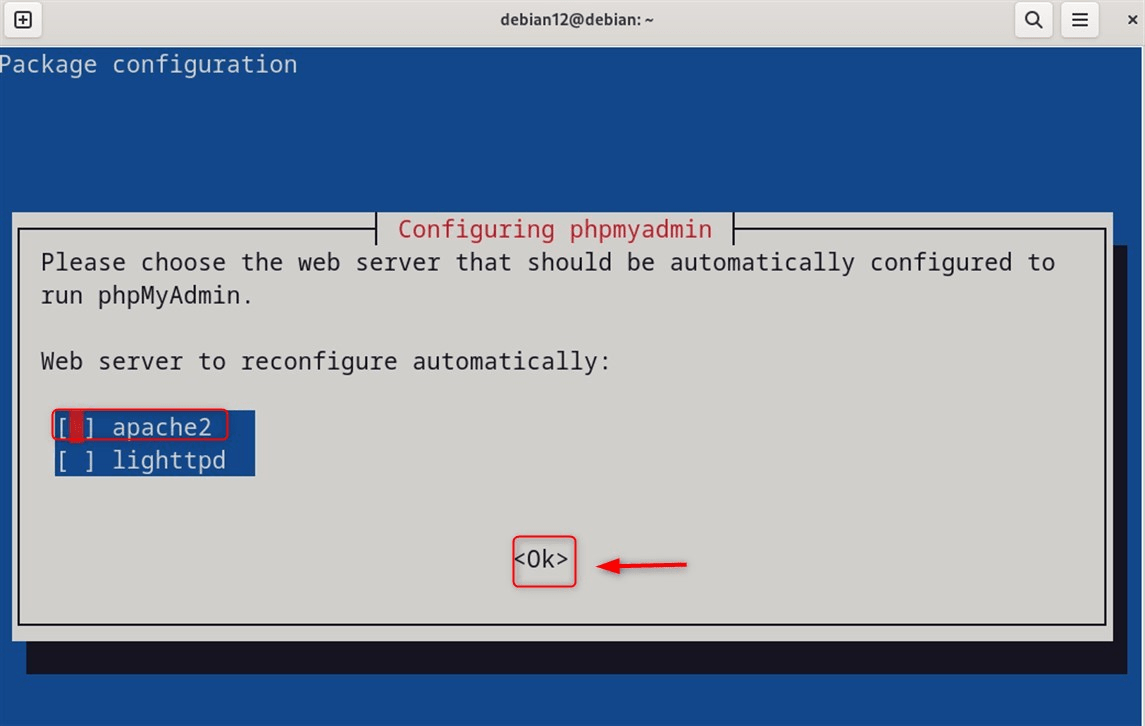 debian12@debian: ~
Package configuration
Configuring phpmyadmin
Please choose the web server that should be automatically configured to
run phpMyAdmin.
Web server to reconfigure automatically:
[*] apache2
[ ] lighttpd
<Ok>